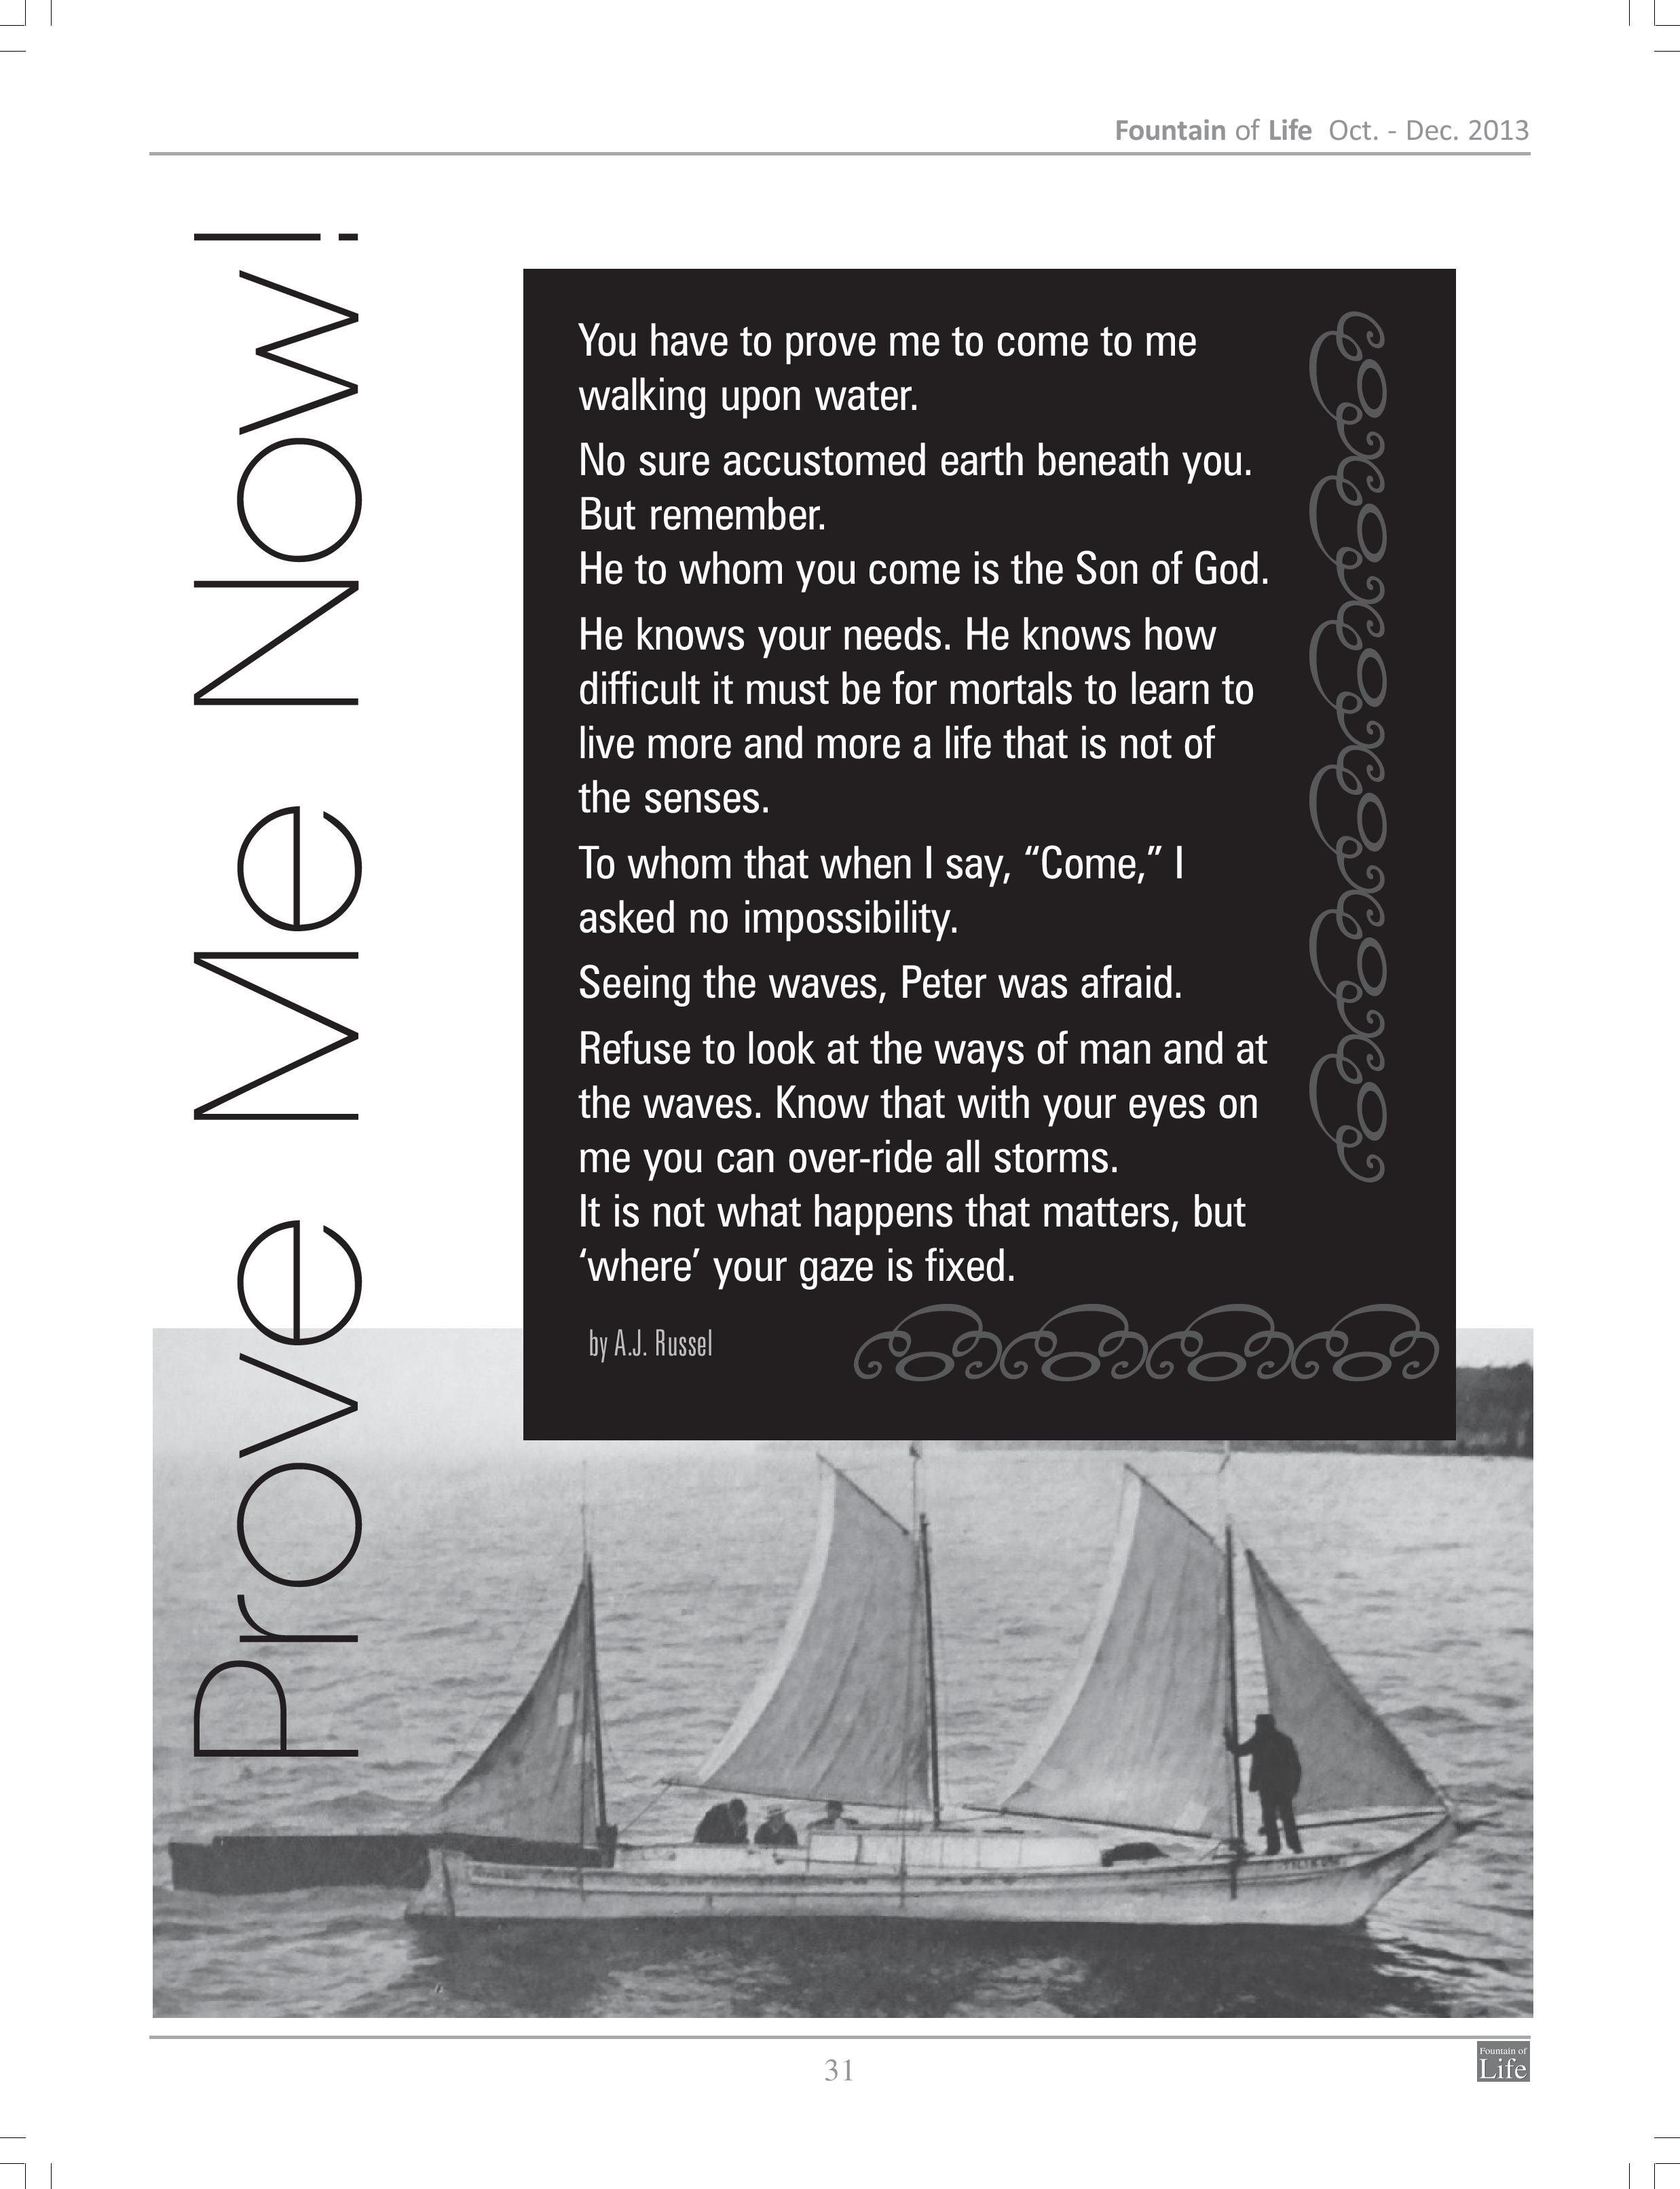 Fountain of Life Oct. - Dec. 2013
Prove Me Now!
You have to prove me to come to me
walking upon water.
No sure accustomed earth beneath you.
But remember.
He to whom you come is the Son of God.
He knows your needs. He knows how
difficult it must be for mortals to learn to
live more and more a life that is not of
the senses.
To whom that when I say, “Come,” I
asked no impossibility.
Seeing the waves, Peter was afraid.
Refuse to look at the ways of man and at
the waves. Know that with your eyes on
me you can over-ride all storms.
It is not what happens that matters, but
‘where’ your gaze is fixed.
by A.J. Russel
31
Fountain of
Life